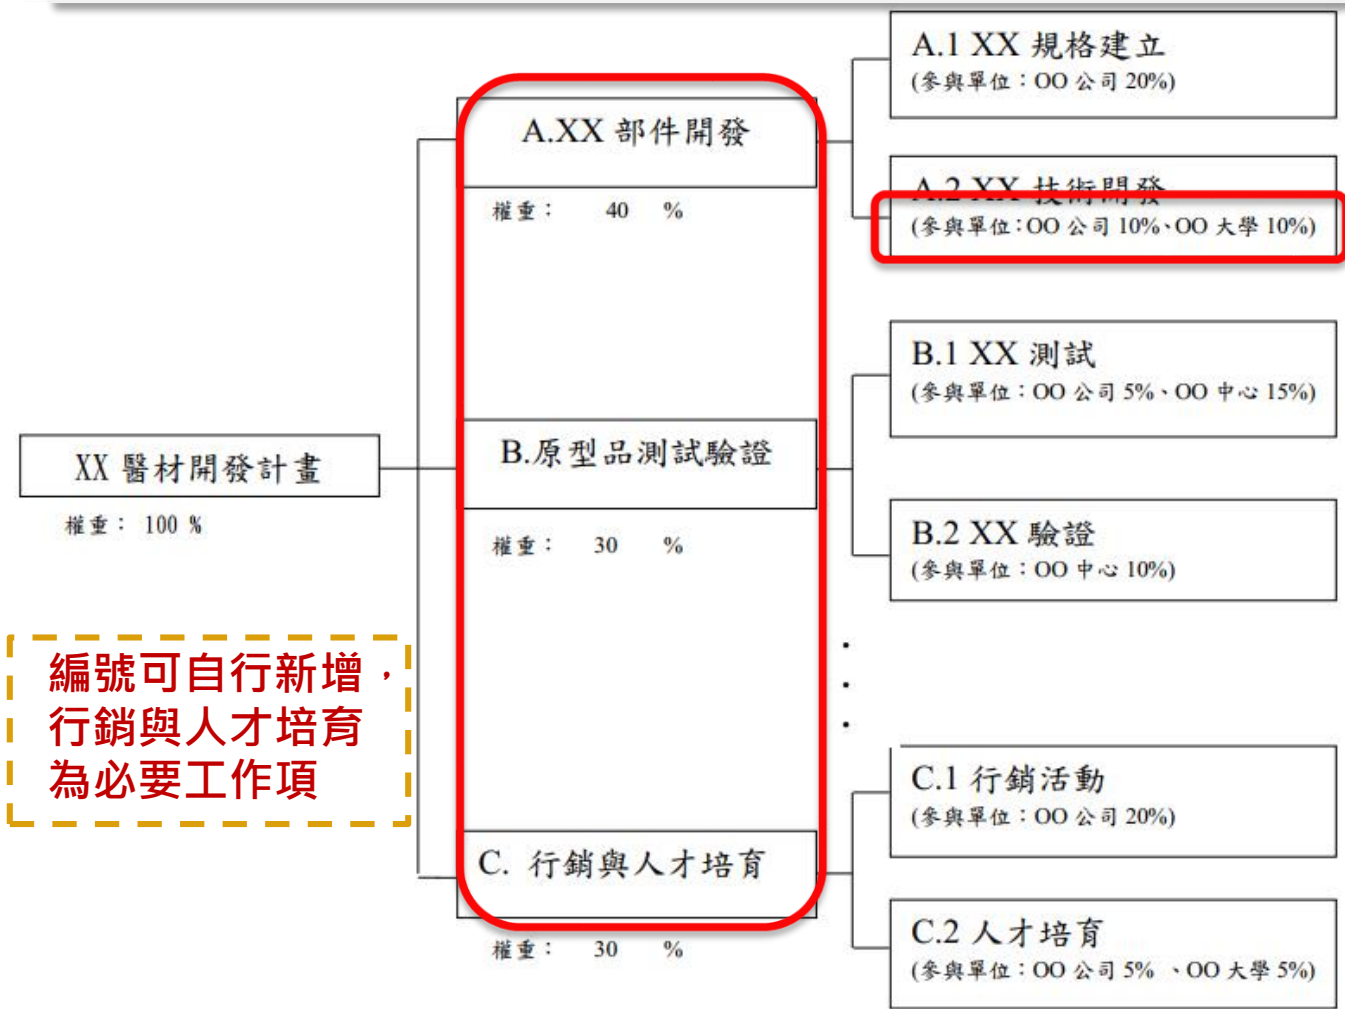 A.1 XX 規格建立
(參與單位：OO 公司 20%)
A.XX 部件開發
權重： 40 %
A.2 XX 技術開發
(參與單位：OO 公司 10%、OO 大學 10%)
B.1 XX 測試
(參與單位：OO 公司 5%、OO 中心 15%)
XX 醫材開發計畫
權重： 100 %
B.原型品測試驗證
權重： 30 %
B.2 XX 驗證
(參與單位：OO 中心 10%)
編號可自行新增，
行銷與人才培育
為必要工作項
C.1 行銷活動
(參與單位：OO 公司 20%)
C. 行銷與人才培育
權重： 30 %
C.2 人才培育
(參與單位：OO 公司 5% 、OO 大學 5%)